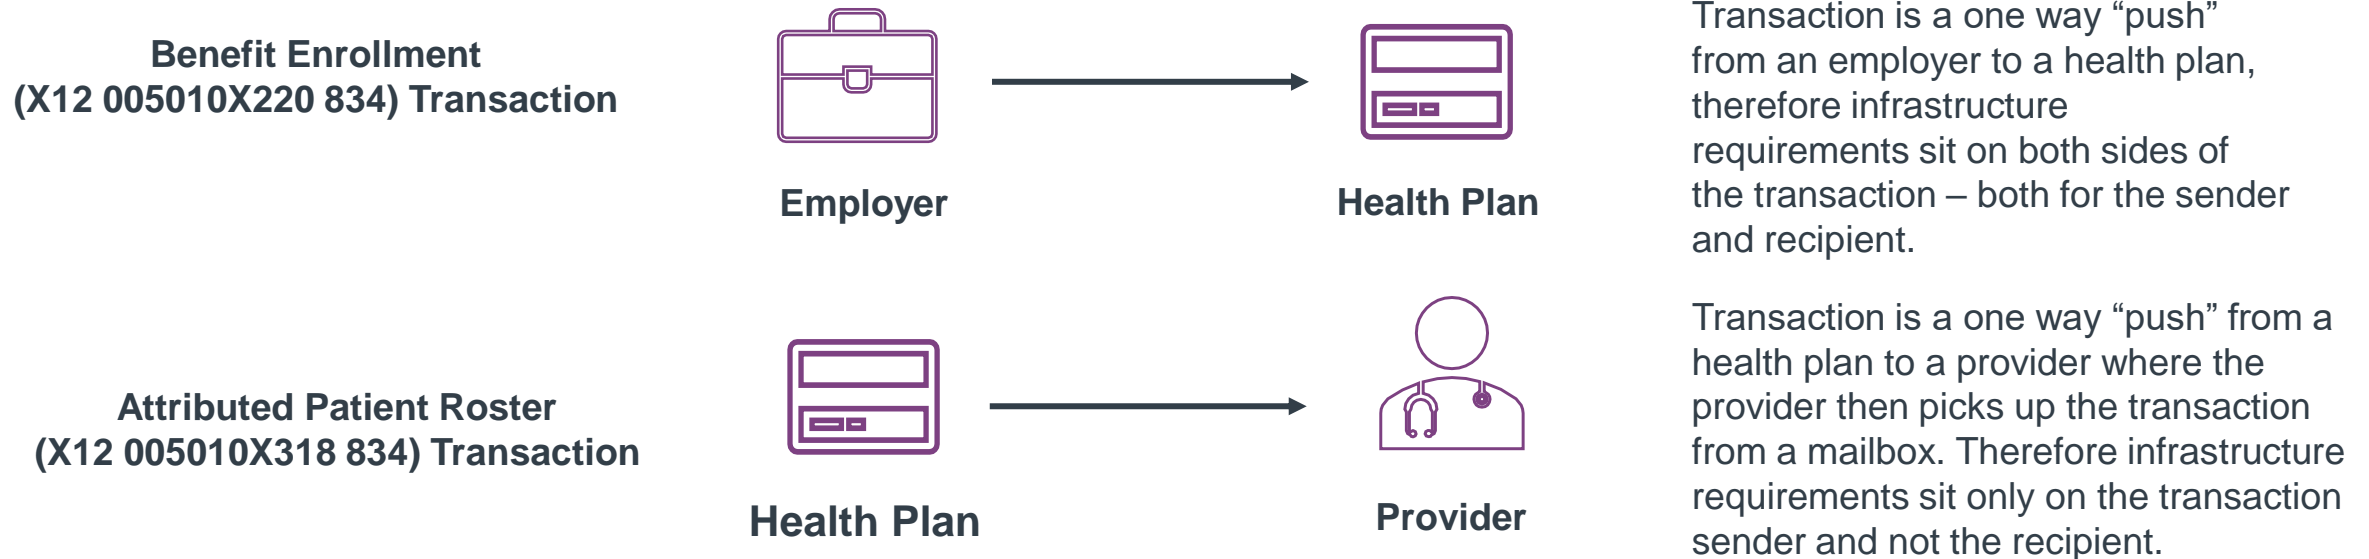 Benefit Enrollment
(X12 005010X220 834) Transaction
Employer
Health Plan
Transaction is a one way “push”
from an employer to a health plan,
therefore infrastructure
requirements sit on both sides of
the transaction – both for the sender
and recipient.
Attributed Patient Roster
(X12 005010X318 834) Transaction
Health Plan
Provider
Transaction is a one way “push” from a
health plan to a provider where the
provider then picks up the transaction
from a mailbox. Therefore infrastructure
requirements sit only on the transaction
sender and not the recipient.